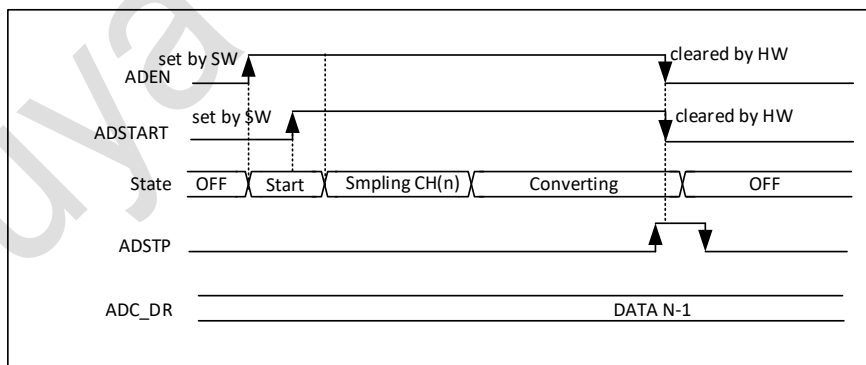 set by SW
cleared by HW
ADEN
set by SW
cleared by HW
ADSTART
State OFF Start Smpling CH(n) Converting OFF
ADSTP
ADC_DR DATA N-1
uya